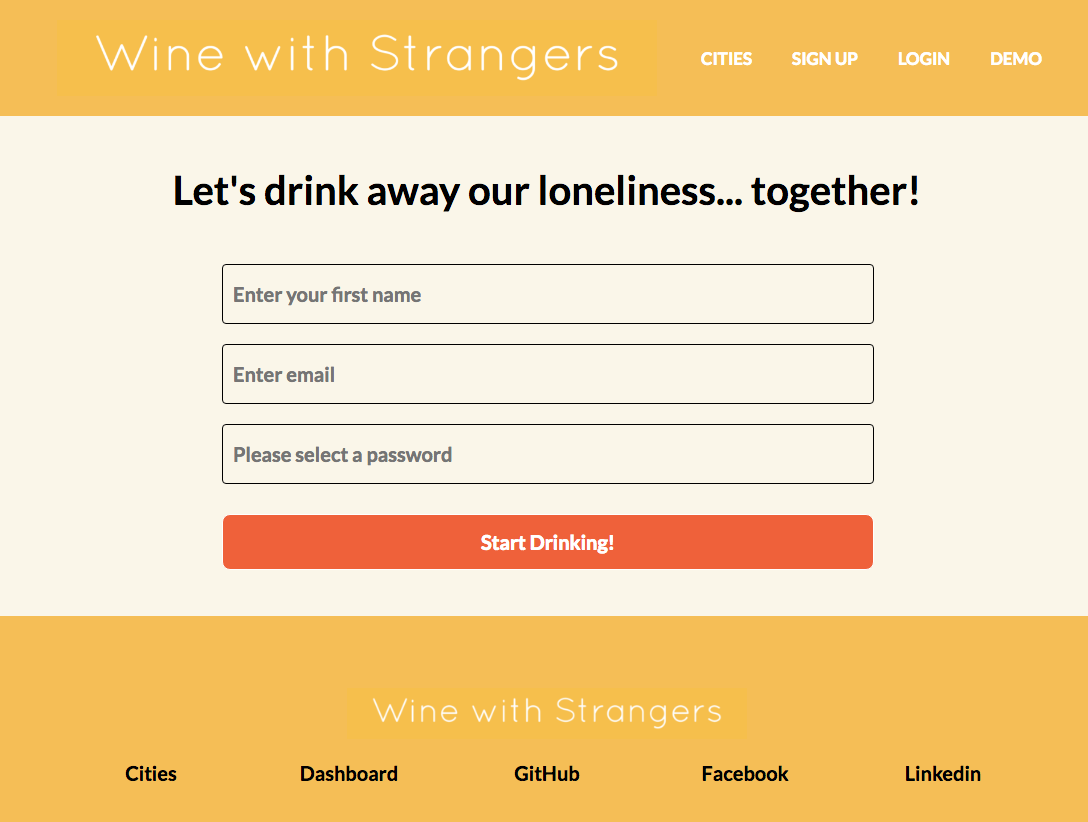 Wine with Strangers
CITIES SIGN UP LOGIN DEMO
Let's drink away our loneliness... together!
Enter your first name
Enter email
Please select a password
Start Drinking!
Wine with Strangers
Cities Dashboard GitHub Facebook Linkedin